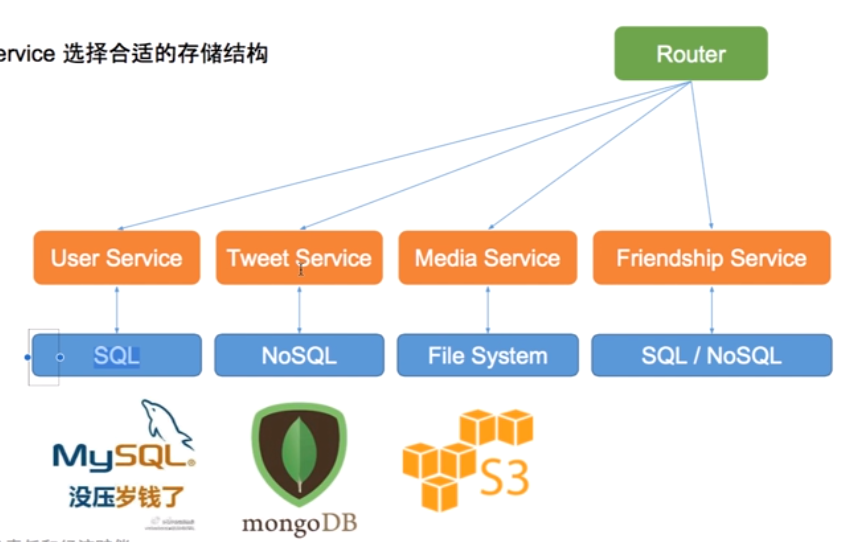 ervice 选择合适的存储结构
Router
User Service
Tweet Service
Media Service
Friendship Service
SQL
NoSQL
File System
SQL / NoSQL
MySQL
没压岁钱了
mongoDB
S3